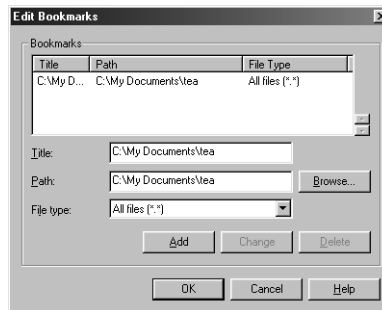 Edit Bookmarks
Bookmarks
Title Path File Type
C:\My D... C:\My Documents\tea All files (*.*)
Title: C:\My Documents\tea
Path: C:\My Documents\tea Browse...
File type: All files (*.*)
Add Change Delete
OK Cancel Help